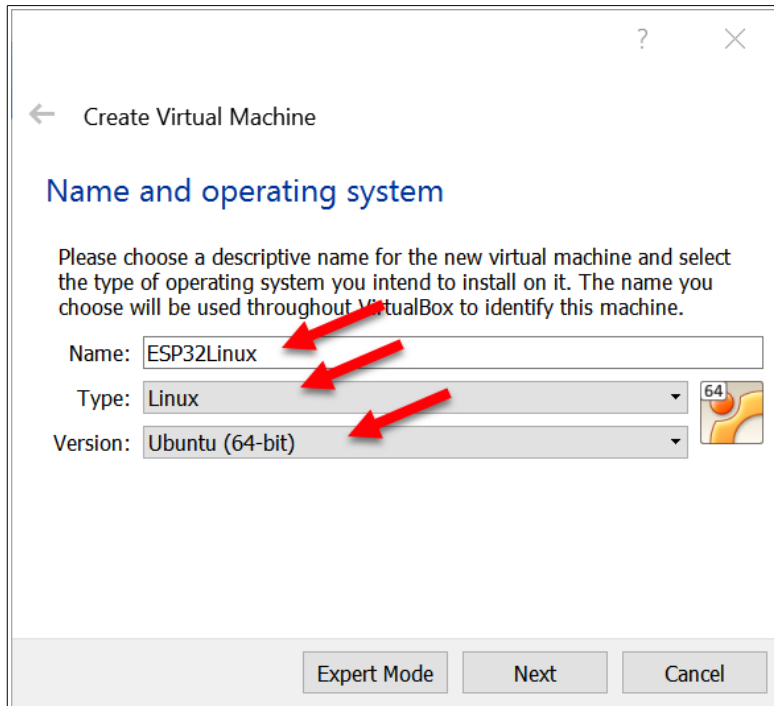 ?
Create Virtual Machine
Name and operating system
Please choose a descriptive name for the new virtual machine and select
the type of operating system you intend to install on it. The name you
choose will be used throughout VirtualBox to identify this machine.
Name: ESP32Linux
Type: Linux
64
Version: Ubuntu (64-bit)
Expert Mode Next Cancel